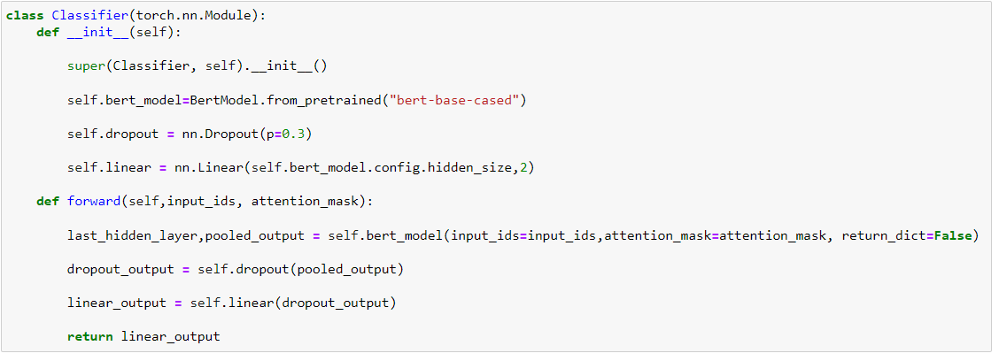 class Classifier(torch.nn.Module):
    def __init__(self):
        super(Classifier, self).__init__()
        self.bert_model=BertModel.from_pretrained("bert-base-cased")
        self.dropout = nn.Dropout(p=0.3)
        self.linear = nn.Linear(self.bert_model.config.hidden_size,2)
    def forward(self,input_ids, attention_mask):
        last_hidden_layer,pooled_output = self.bert_model(input_ids=input_ids,attention_mask=attention_mask, return_dict=False)
        dropout_output = self.dropout(pooled_output)
        linear_output = self.linear(dropout_output)
        return linear_output